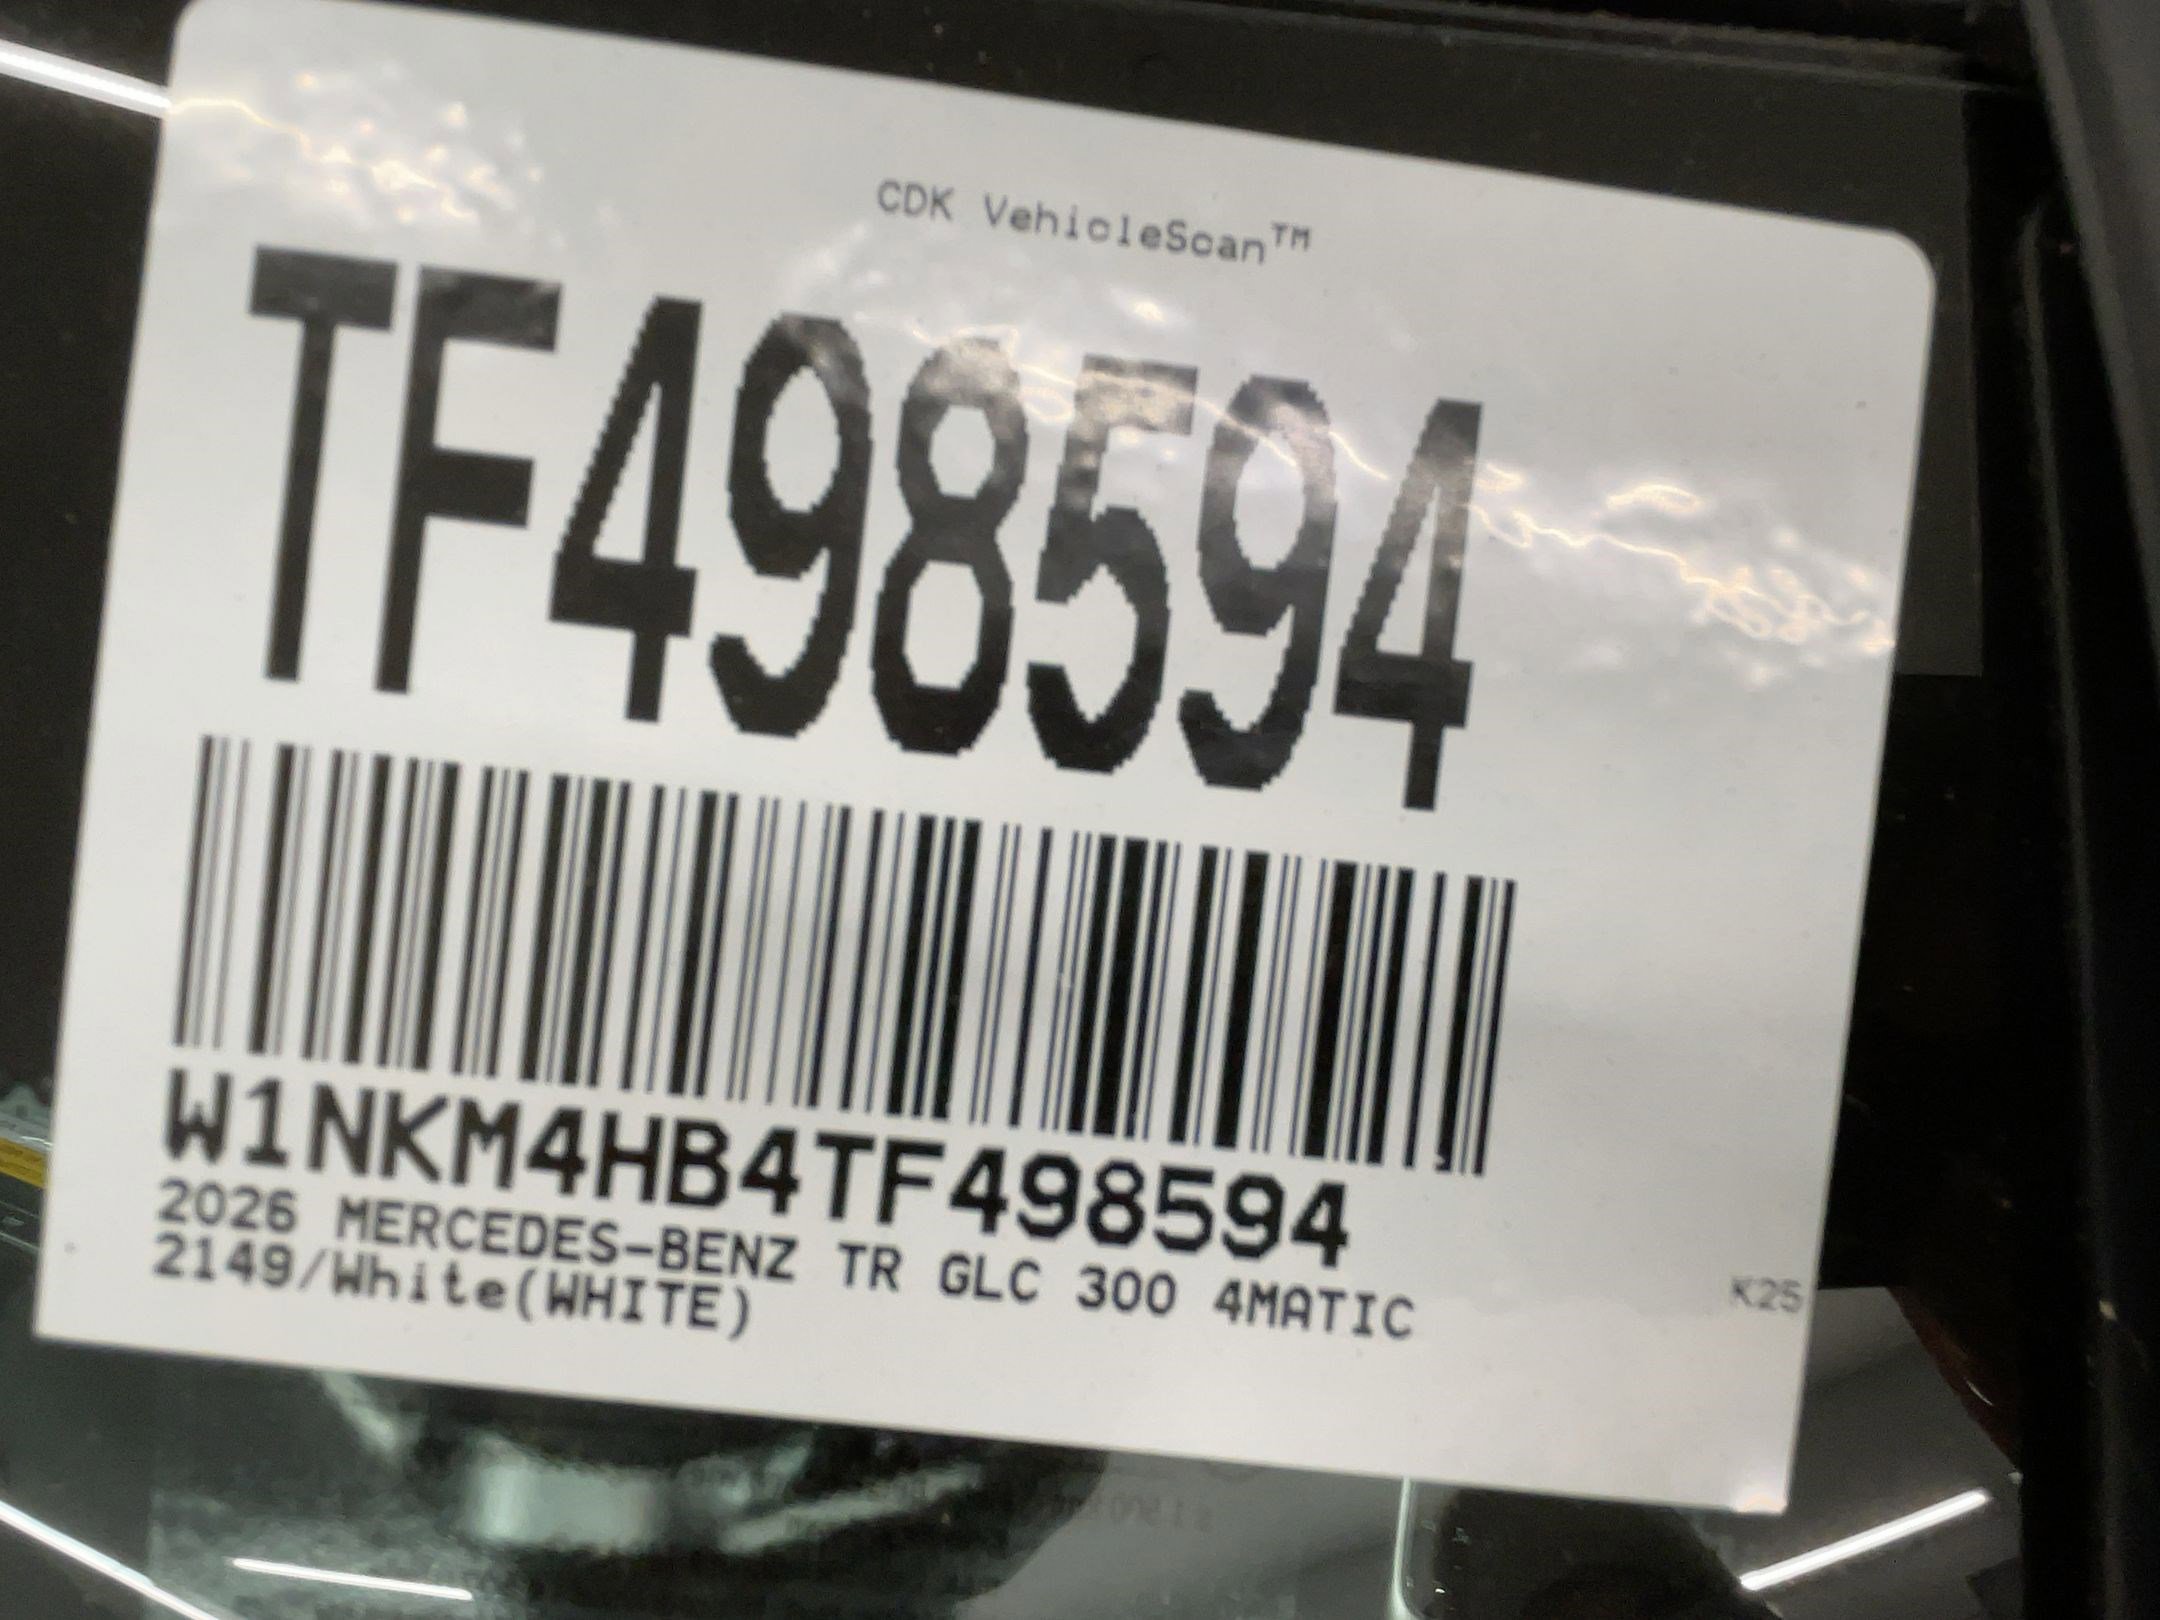 CDK VehicleScan™
TF498594
W1NKM4HB4TF498594
2026 MERCEDES-BENZ TR GLC 300 4MATIC
2149/White(WHITE)
K25